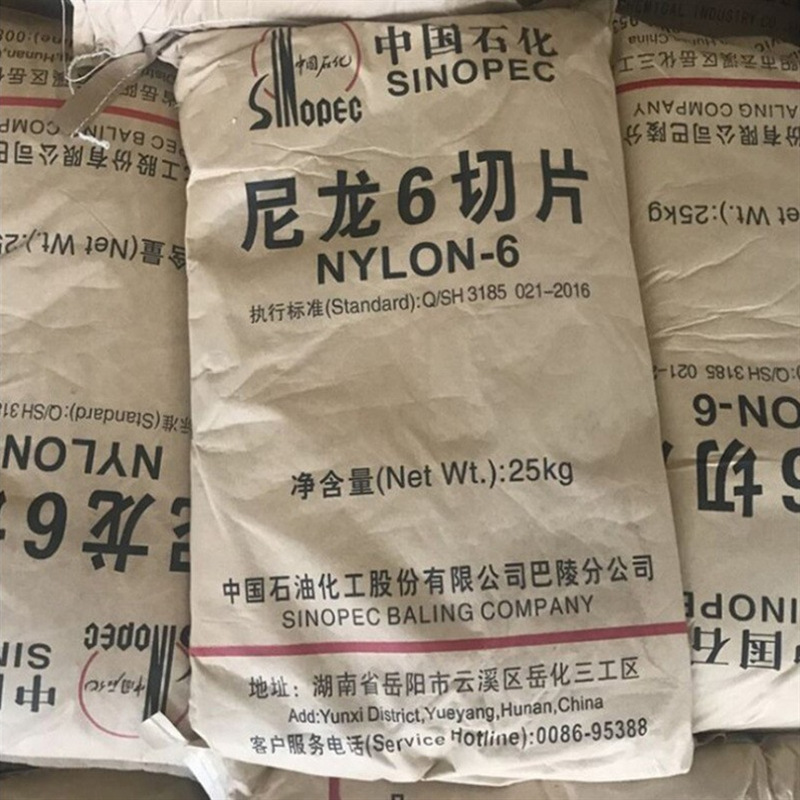 中国石化
SINOPEC
中国石化
SINOPEC
尼龙6切片
NYLON-6
执行标准(Standard):Q/SH 3185 021-2016
净含量(Net Wt.):25kg
中国石油化工股份有限公司巴陵分公司
SINOPEC BALING COMPANY
地址：湖南省岳阳市云溪区岳化三工区
Add:Yunxi District,Yueyang,Hunan,China
客户服务电话(Service Hotline):0086-95388